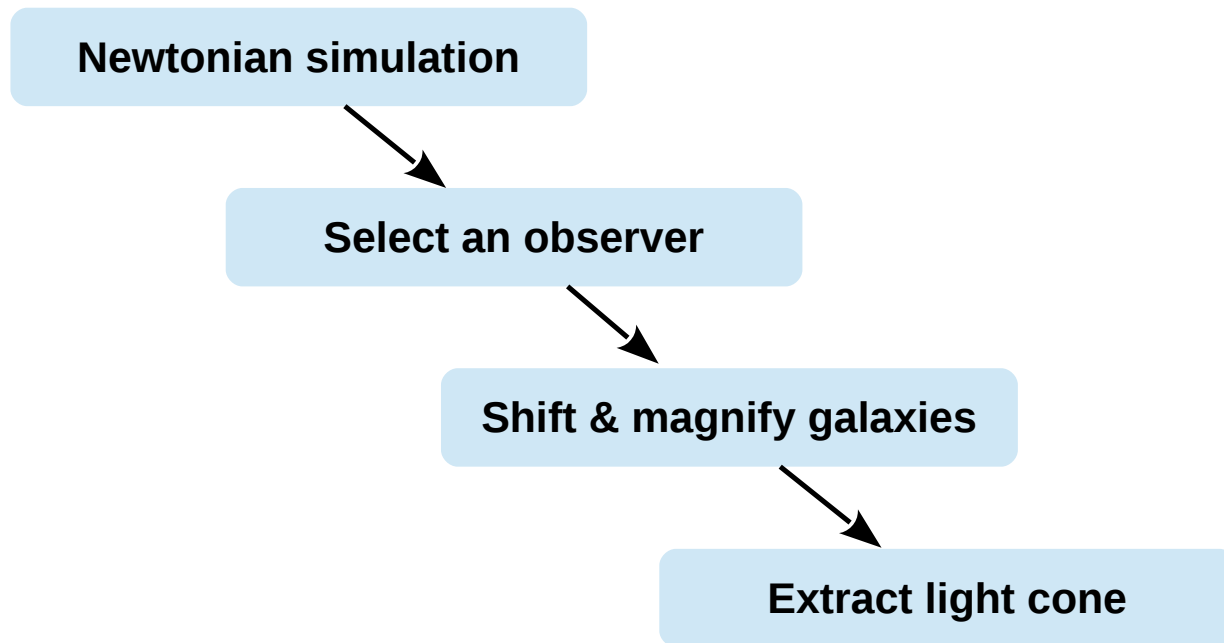 Newtonian simulation
Select an observer
Shift & magnify galaxies
Extract light cone